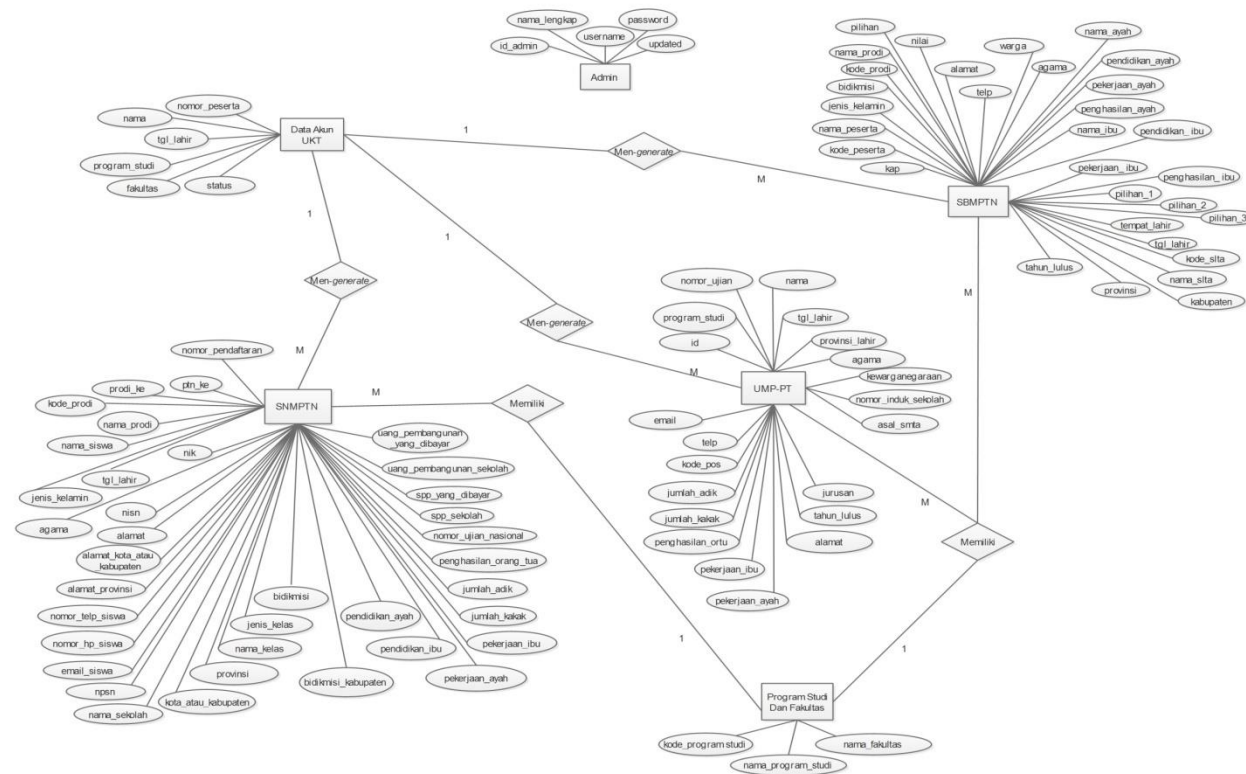 nama_lengkap
password
username
id_admin
updated
Admin
nomor_peserta
nama
tgl_lahir
program_studi
fakultas
status
Data Akun
UKT
1
Men-generate
M
1
Men-generate
M
1
Men-generate
M
pilihan
nilai
warga
nama_ayah
nama_prodi
kode_prodi
alamat
agama
pendidikan_ayah
bidikmisi
telp
pekerjaan_ayah
jenis_kelamin
penghasilan_ayah
nama_peserta
nama_ibu
pendidikan_ibu
kode_peserta
kap
pekerjaan_ibu
penghasilan_ibu
SBMPTN
pilihan_1
pilihan_2
pilihan_3
tempat_lahir
tgl_lahir
kode_slta
tahun_lulus
nama_slta
provinsi
kabupaten
M
nomor_ujian
nama
program_studi
tgl_lahir
id
provinsi_lahir
agama
kewarganegaraan
UMP-PT
nomor_induk_sekolah
asal_smta
email
telp
kode_pos
jumlah_adik
jurusan
jumlah_kakak
tahun_lulus
penghasilan_ortu
alamat
pekerjaan_ibu
pekerjaan_ayah
M
Memiliki
1
nomor_pendaftaran
prodi_ke
ptn_ke
kode_prodi
nama_prodi
nama_siswa
SNMPTN
M
Memiliki
1
nik
tgl_lahir
jenis_kelamin
nisn
agama
alamat
alamat_kota_atau
kabupaten
alamat_provinsi
nomor_telp_siswa
nomor_hp_siswa
email_siswa
npsn
nama_sekolah
kota_atau_kabupaten
provinsi
nama_kelas
jenis_kelas
bidikmisi
bidikmisi_kabupaten
pendidikan_ayah
pendidikan_ibu
pekerjaan_ayah
pekerjaan_ibu
jumlah_kakak
jumlah_adik
penghasilan_orang_tua
nomor_ujian_nasional
spp_sekolah
spp_yang_dibayar
uang_pembangunan_sekolah
uang_pembangunan
_yang_dibayar
Program Studi
Dan Fakultas
kode_program studi
nama_program_studi
nama_fakultas